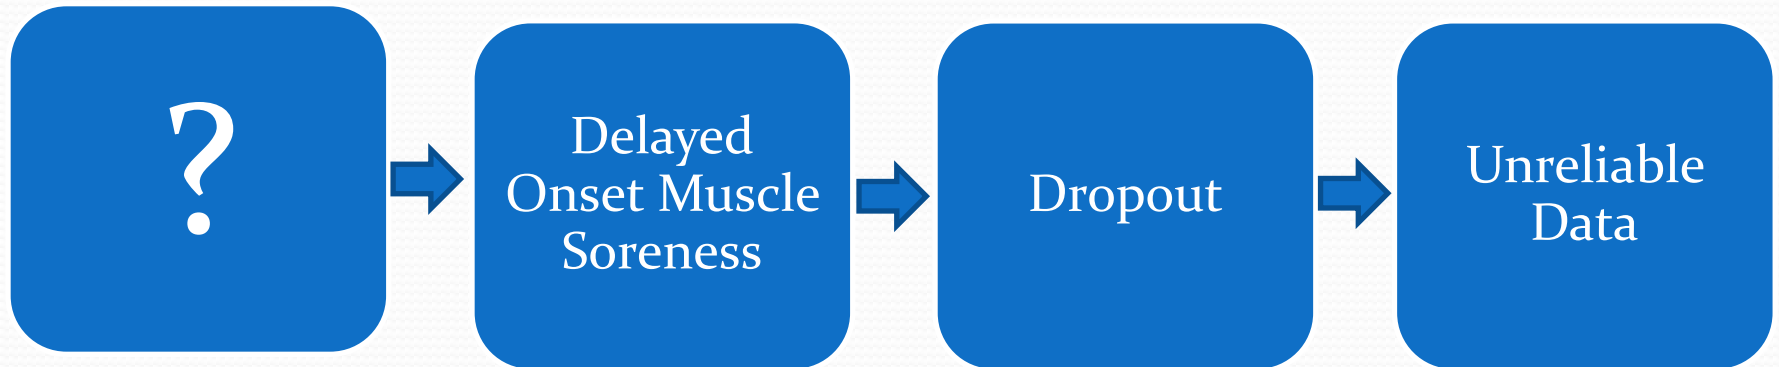 ?
Delayed
Onset Muscle
Soreness
Dropout
Unreliable
Data